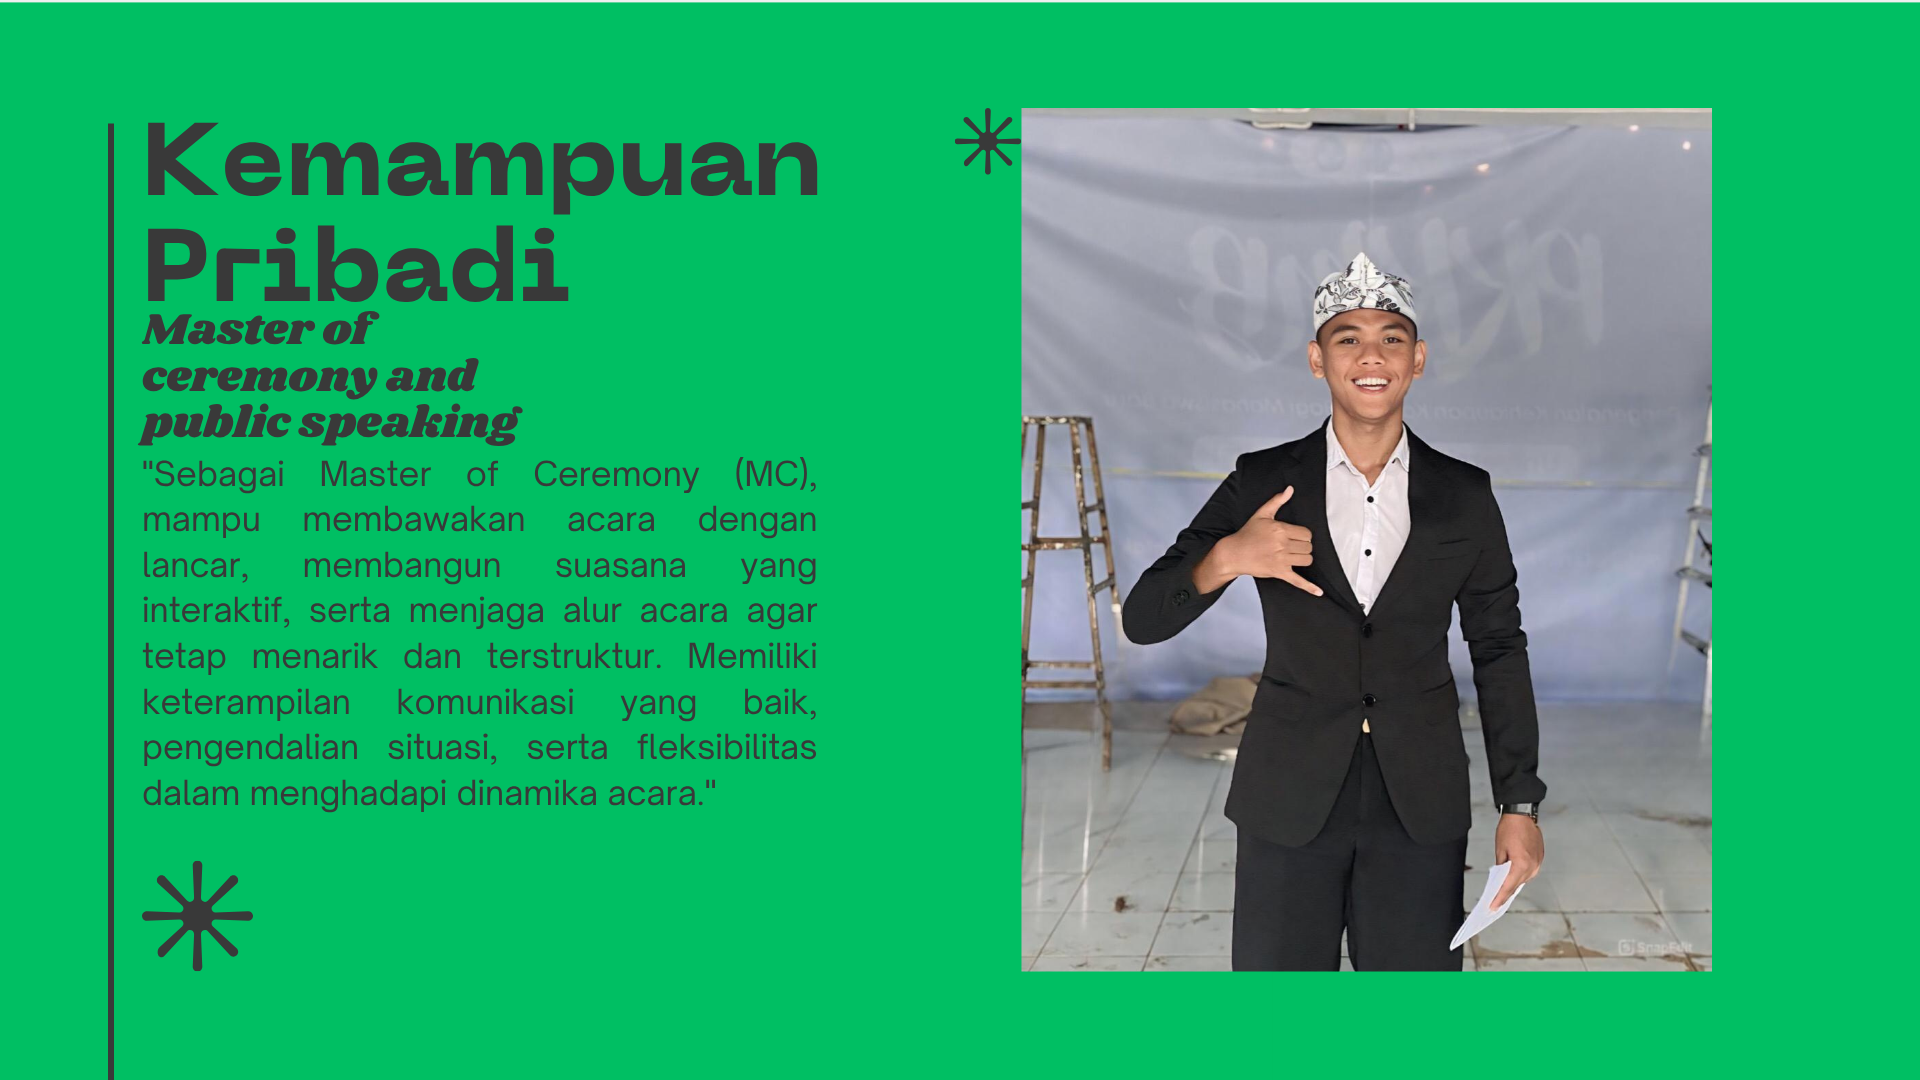 Kemampuan
Pribadi
Master of
ceremony and
public speaking
"Sebagai Master of Ceremony (MC),
mampu membawakan acara dengan
lancar, membangun suasana yang
interaktif, serta menjaga alur acara agar
tetap menarik dan terstruktur. Memiliki
keterampilan komunikasi yang baik,
pengendalian situasi, serta fleksibilitas
dalam menghadapi dinamika acara."
PKKMB
SnapEdit